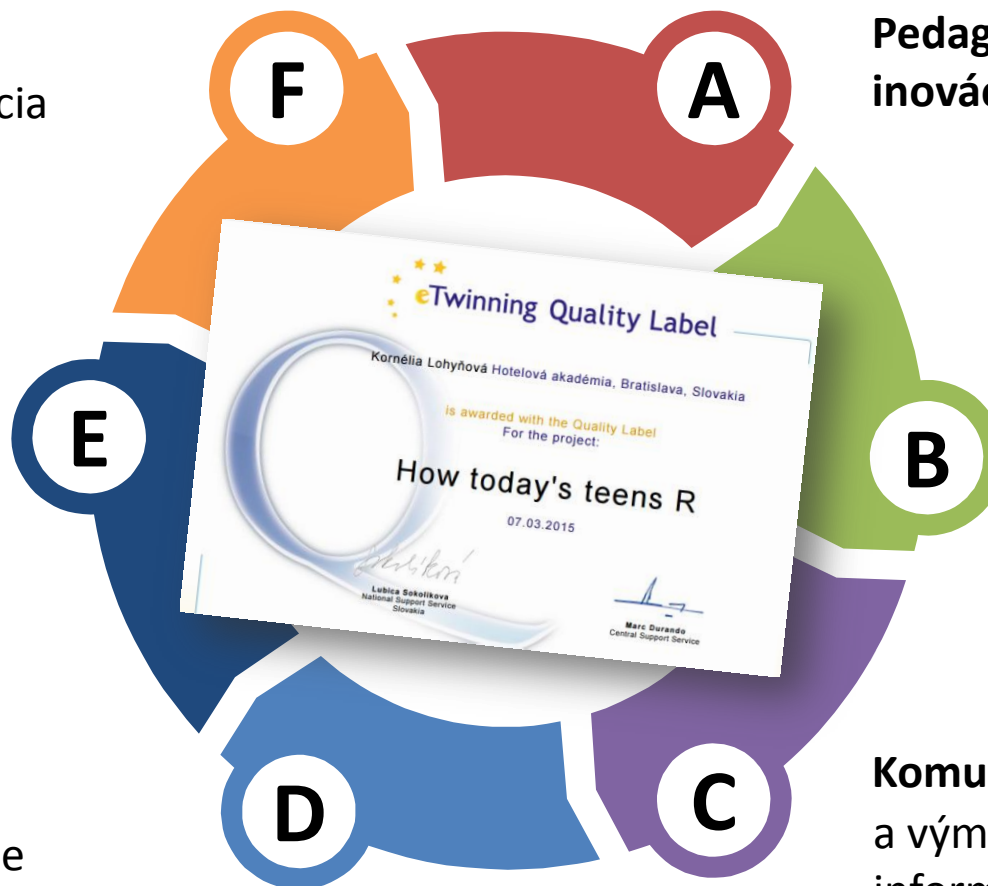 F
A
cia
Pedag
inovác
eTwinning Quality Label
Kornélia Lohyňová Hotelová akadémia, Bratislava, Slovakia
is awarded with the Quality Label
For the project:
How today's teens R
07.03.2015
Lubica Sokolikova
National Support Service
Slovakia
Marc Durando
Central Support Service
E
B
D
C
Komu
a vým
e